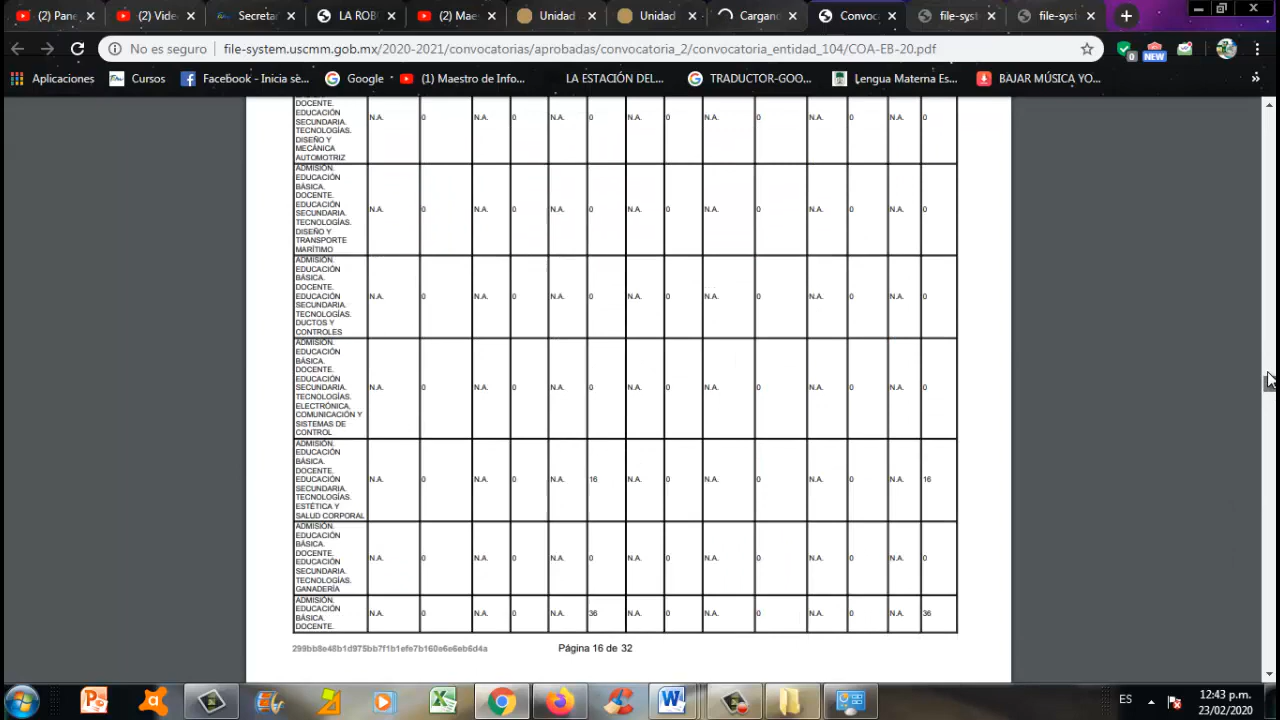 (2) Pane
(2) Vide
Secretar
LA ROB
(2) Mae
Unidad
Unidad
Cargand
Convoc
file-syst
file-syst
No es seguro | file-system.uscmm.gob.mx/2020-2021/convocatorias/aprobadas/convocatoria_2/convocatoria_entidad_104/COA-EB-20.pdf
NEW
0
Aplicaciones
Cursos
Facebook - Inicia sè...
Google
(1) Maestro de Info...
LA ESTACIÓN DEL...
TRADUCTOR-GOO...
Lengua Materna Es...
BAJAR MÚSICA YO...
»
DOCENTE.
EDUCACIÓN
SECUNDARIA.
TECNOLOGÍAS.
DISEÑO Y
MECÁNICA
AUTOMOTRIZ
N.A. 0 N.A. 0 N.A. 0 N.A. 0 N.A. 0 N.A. 0 N.A. 0
ADMISIÓN.
EDUCACIÓN
BÁSICA.
DOCENTE.
EDUCACIÓN
SECUNDARIA.
TECNOLOGÍAS.
DISEÑO Y
TRANSPORTE
MARÍTIMO
N.A. 0 N.A. 0 N.A. 0 N.A. 0 N.A. 0 N.A. 0 N.A. 0
ADMISIÓN.
EDUCACIÓN
BÁSICA.
DOCENTE.
EDUCACIÓN
SECUNDARIA.
TECNOLOGÍAS.
DUCTOS Y
CONTROLES
N.A. 0 N.A. 0 N.A. 0 N.A. 0 N.A. 0 N.A. 0 N.A. 0
ADMISIÓN.
EDUCACIÓN
BÁSICA.
DOCENTE.
EDUCACIÓN
SECUNDARIA.
TECNOLOGÍAS.
ELECTRÓNICA,
COMUNICACIÓN Y
SISTEMAS DE
CONTROL
N.A. 0 N.A. 0 N.A. 0 N.A. 0 N.A. 0 N.A. 0 N.A. 0
ADMISIÓN.
EDUCACIÓN
BÁSICA.
DOCENTE.
EDUCACIÓN
SECUNDARIA.
TECNOLOGÍAS.
ESTÉTICA Y
SALUD CORPORAL
N.A. 0 N.A. 0 N.A. 16 N.A. 0 N.A. 0 N.A. 0 N.A. 16
ADMISIÓN.
EDUCACIÓN
BÁSICA.
DOCENTE.
EDUCACIÓN
SECUNDARIA.
TECNOLOGÍAS.
GANADERÍA
N.A. 0 N.A. 0 N.A. 0 N.A. 0 N.A. 0 N.A. 0 N.A. 0
ADMISIÓN.
EDUCACIÓN
BÁSICA.
DOCENTE.
N.A. 0 N.A. 0 N.A. 36 N.A. 0 N.A. 0 N.A. 0 N.A. 36
299bb8e48b1d975bb7f1b1efe7b160e6e6eb6d4a
Página 16 de 32
ES
12:43 p.m.
23/02/2020